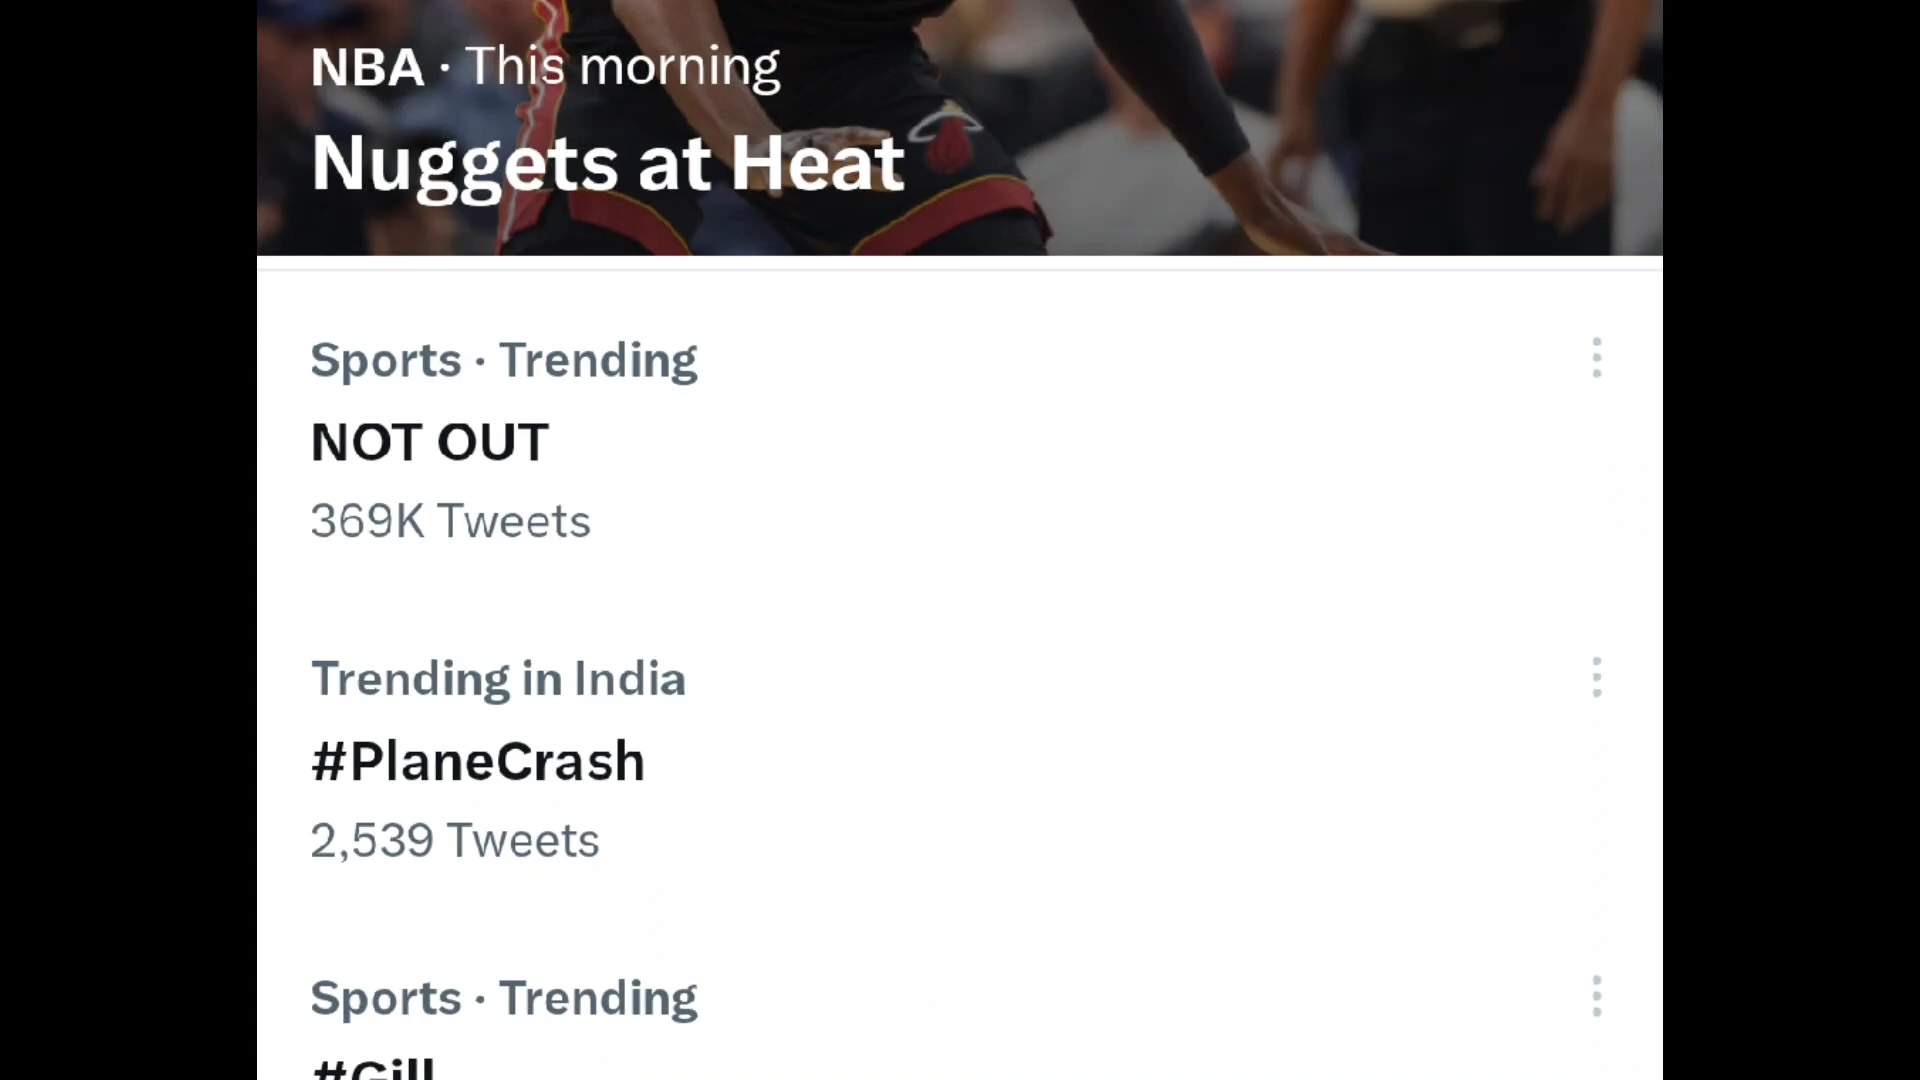 NBA · This morning
Nuggets at Heat
Sports · Trending
NOT OUT
369K Tweets
Trending in India
#PlaneCrash
2,539 Tweets
Sports · Trending
#Gill